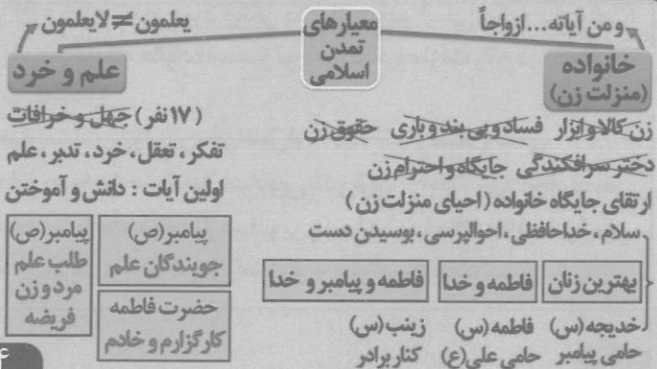 معیارهای
تمدن
اسلامی
و من آیاته... ازواجاً
خانواده
(منزلت زن)
زن کالا و ابزار فساد و بی بند و باری حقوق زن
دختر سرافکندگی جایگاه و احترام زن
ارتقای جایگاه خانواده (احیای منزلت زن)
سلام، خداحافظی، احوالپرسی، بوسیدن دست
بهترین زنان
فاطمه و خدا
فاطمه و پیامبر و خدا
خدیجه (س) فاطمه (س) زینب (س)
حامی پیامبر حامی علی (ع) کنار برادر
یعلمون ≠ لایعلمون
علم و خرد
(۱۷ نفر) جهل و خرافات
تفکر، تعقل، خرد، تدبر، علم
اولین آیات : دانش و آموختن
پیامبر (ص)
جویندگان علم
حضرت فاطمه
کارگزارم و خادم
پیامبر (ص)
طلب علم
مرد و زن
فریضه
۴